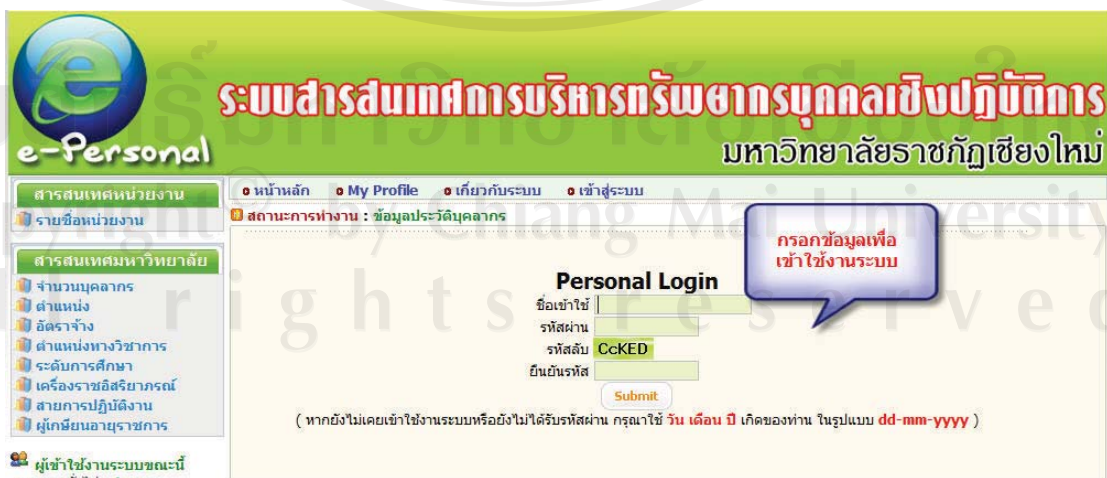 ระบบสารสนเทศการบริหารทรัพยากรบุคคลเชิงปฏิบัติการ
e-Personal
มหาวิทยาลัยราชภัฏเชียงใหม่
สารสนเทศหน่วยงาน
รายชื่อหน่วยงาน
สารสนเทศมหาวิทยาลัย
จำนวนบุคลากร
ตำแหน่ง
อัตราจ้าง
ตำแหน่งทางวิชาการ
ระดับการศึกษา
เครื่องราชอิสริยาภรณ์
สายการปฏิบัติงาน
ผู้เกษียนอายุราชการ
ผู้เข้าใช้งานระบบขณะนี้
หน้าหลัก My Profile เกี่ยวกับระบบ เข้าสู่ระบบ
สถานะการทำงาน : ข้อมูลประวัติบุคลากร
กรอกข้อมูลเพื่อ
เข้าใช้งานระบบ
Personal Login
ชื่อเข้าใช้
รหัสผ่าน
รหัสลับ CcKED
ยืนยันรหัส
Submit
( หากยังไม่เคยเข้าใช้งานระบบหรือยังไม่ได้รับรหัสผ่าน กรุณาใช้ วัน เดือน ปี เกิดของท่าน ในรูปแบบ dd-mm-yyyy )
by Chiang Mai University
rights reserved